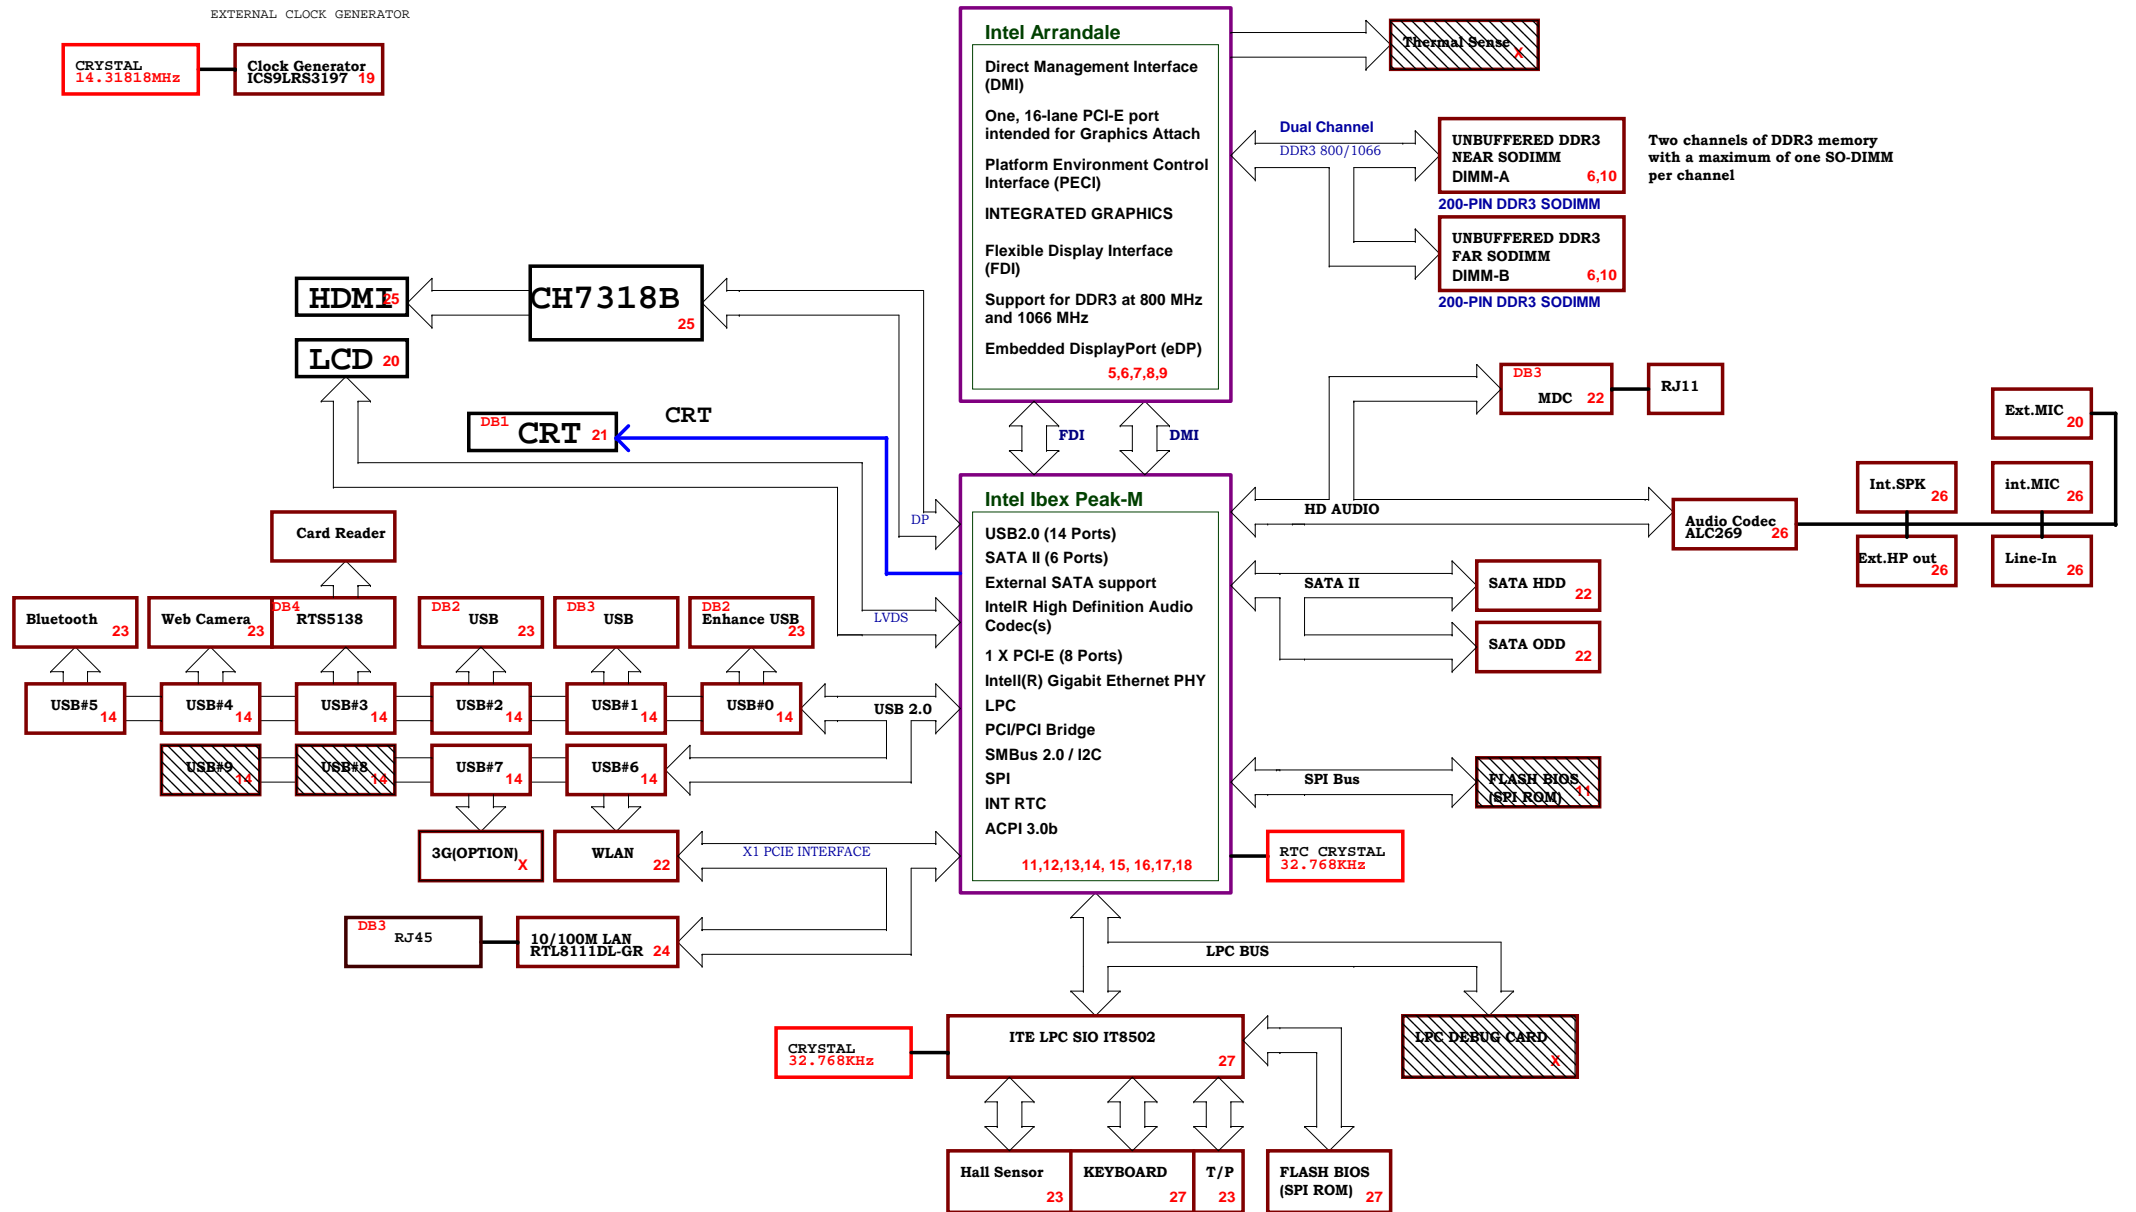 EXTERNAL CLOCK GENERATOR
CRYSTAL
14.31818MHz
Clock Generator
ICS9LRS3197 19
Intel Arrandale
Direct Management Interface
(DMI)
One, 16-lane PCI-E port
intended for Graphics Attach
Platform Environment Control
Interface (PECI)
INTEGRATED GRAPHICS
Flexible Display Interface
(FDI)
Support for DDR3 at 800 MHz
and 1066 MHz
Embedded DisplayPort (eDP)
5,6,7,8,9
Thermal Sense
X
Dual Channel
DDR3 800/1066
UNBUFFERED DDR3
NEAR SODIMM
DIMM-A 6,10
200-PIN DDR3 SODIMM
Two channels of DDR3 memory
with a maximum of one SO-DIMM
per channel
UNBUFFERED DDR3
FAR SODIMM
DIMM-B 6,10
200-PIN DDR3 SODIMM
HDMI 25
CH7318B
25
LCD 20
DB1
CRT 21
CRT
FDI
DMI
DB3
MDC 22
RJ11
Ext.MIC
20
Int.SPK
26
int.MIC
26
HD AUDIO
Audio Codec
ALC269 26
Ext.HP out
26
Line-In
26
Intel Ibex Peak-M
USB2.0 (14 Ports)
SATA II (6 Ports)
External SATA support
IntelR High Definition Audio
Codec(s)
1 X PCI-E (8 Ports)
Intell(R) Gigabit Ethernet PHY
LPC
PCI/PCI Bridge
SMBus 2.0 / I2C
SPI
INT RTC
ACPI 3.0b
11,12,13,14, 15, 16,17,18
DP
LVDS
SATA II
SATA HDD
22
SATA ODD
22
Card Reader
Bluetooth
23
Web Camera
23
DB4
RTS5138
DB2
USB
23
DB3
USB
DB2
Enhance USB
23
USB#5
14
USB#4
14
USB#3
14
USB#2
14
USB#1
14
USB#0
14
USB 2.0
USB#9
14
USB#8
14
USB#7
14
USB#6
14
SPI Bus
FLASH BIOS
(SPI ROM) 11
3G(OPTION)
X
WLAN
22
X1 PCIE INTERFACE
RTC CRYSTAL
32.768KHz
DB3
RJ45
10/100M LAN
RTL8111DL-GR 24
LPC BUS
CRYSTAL
32.768KHz
ITE LPC SIO IT8502
27
LPC DEBUG CARD
X
Hall Sensor
23
KEYBOARD
27
T/P
23
FLASH BIOS
(SPI ROM) 27